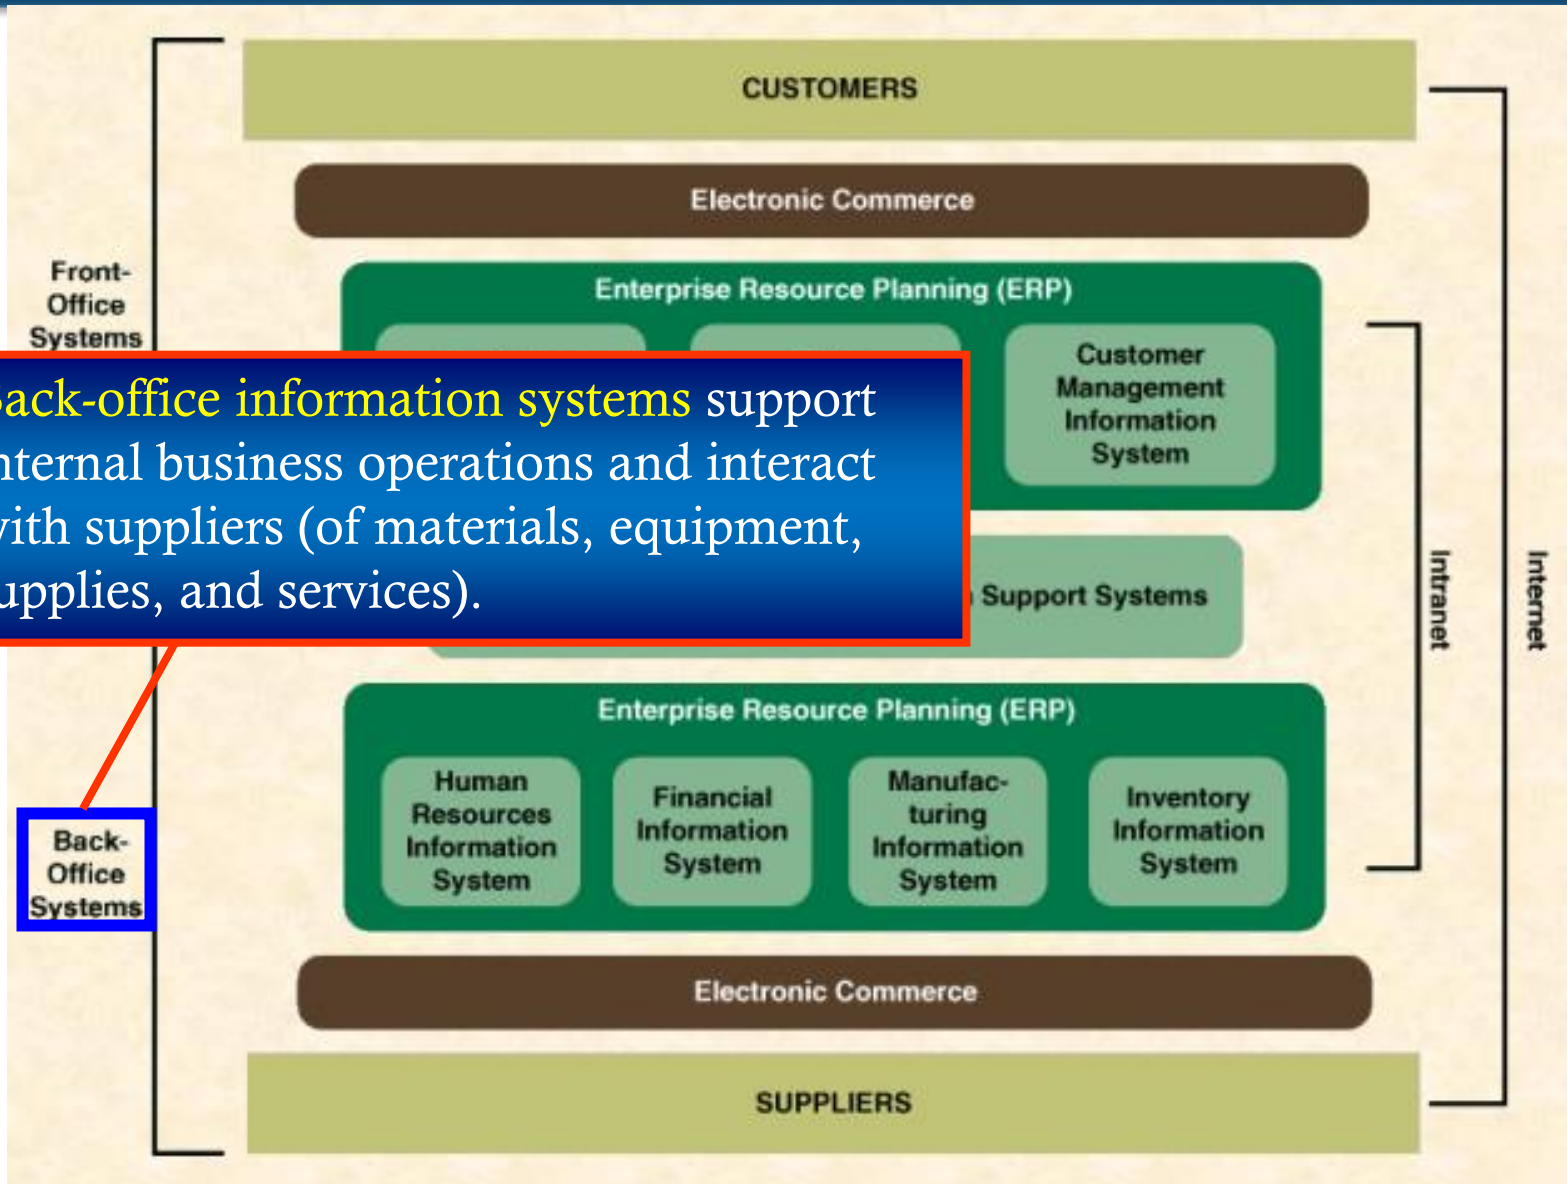 CUSTOMERS
Electronic Commerce
Front-
Office
Systems
Enterprise Resource Planning (ERP)
Customer
Management
Information
System
ack-office information systems support
nternal business operations and interact
with suppliers (of materials, equipment,
upplies, and services).
Support Systems
Intranet
Internet
Enterprise Resource Planning (ERP)
Human
Resources
Information
System
Financial
Information
System
Manufac-
turing
Information
System
Inventory
Information
System
Back-
Office
Systems
Electronic Commerce
SUPPLIERS